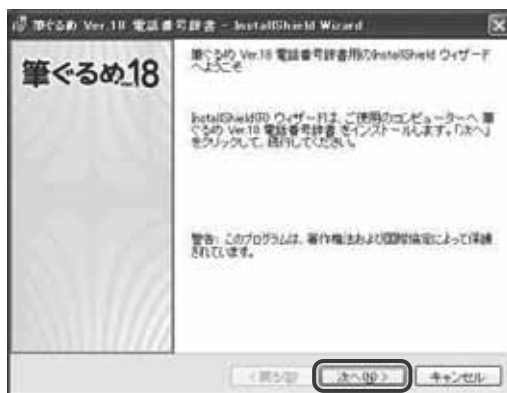 筆ぐるめ Ver.18 電話番号辞書 - InstallShield Wizard
筆ぐるめ 18
筆ぐるめ Ver.18 電話番号辞書用のInstallShield ウィザード
へようこそ
InstallShield(R) ウィザードは、ご使用のコンピューターへ 筆
ぐるめ Ver.18 電話番号辞書 をインストールします。「次へ」
をクリックして、続行してください。
警告: このプログラムは、著作権法および国際協定によって保護
されています。
< 戻る(B)
次へ(N) >
キャンセル